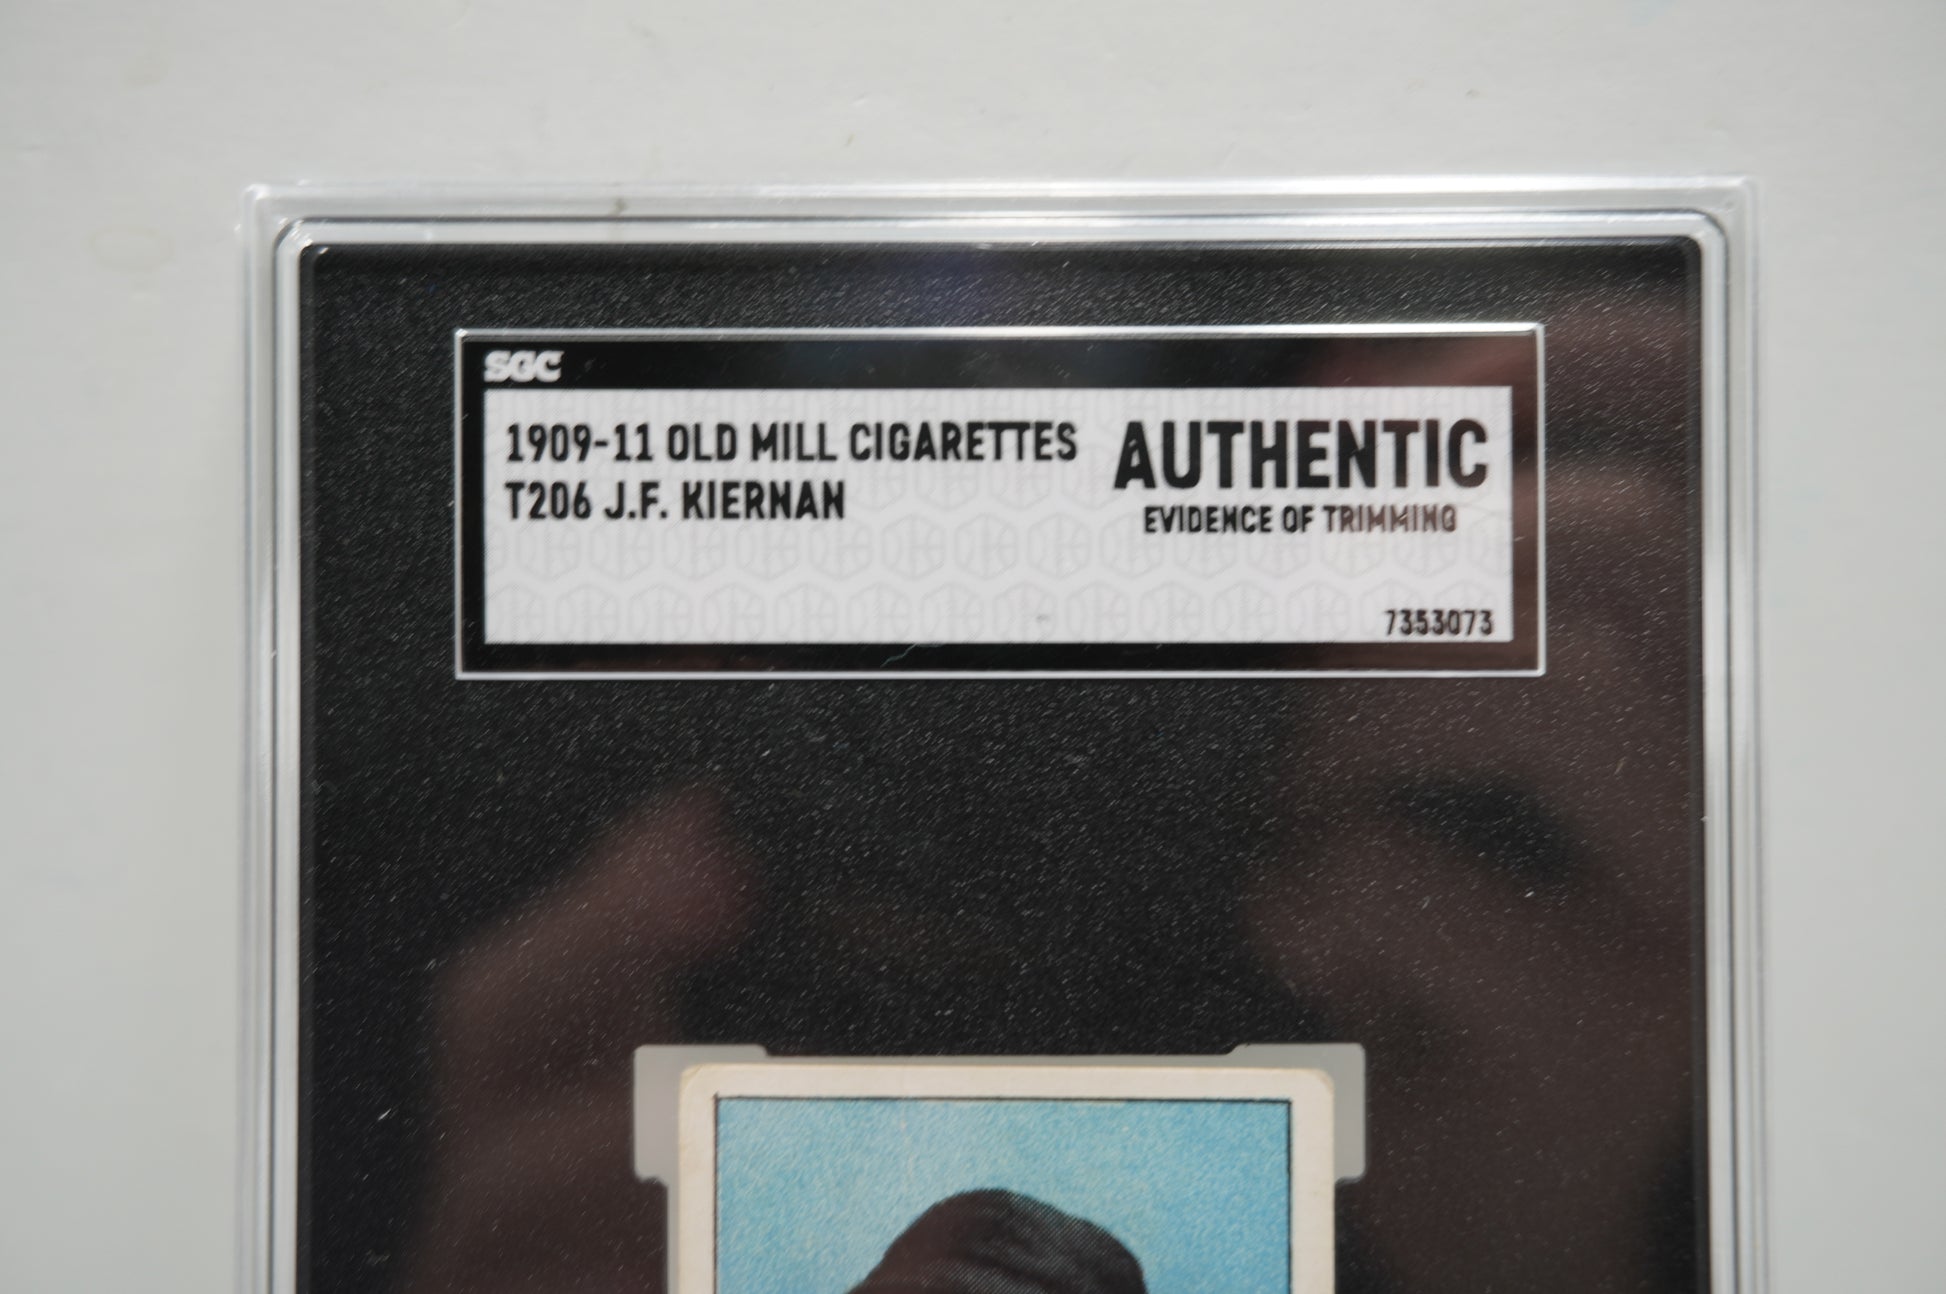 SGC
1909-11 OLD MILL CIGARETTES
T206 J.F. KIERNAN
AUTHENTIC
EVIDENCE OF TRIMMING
7353073